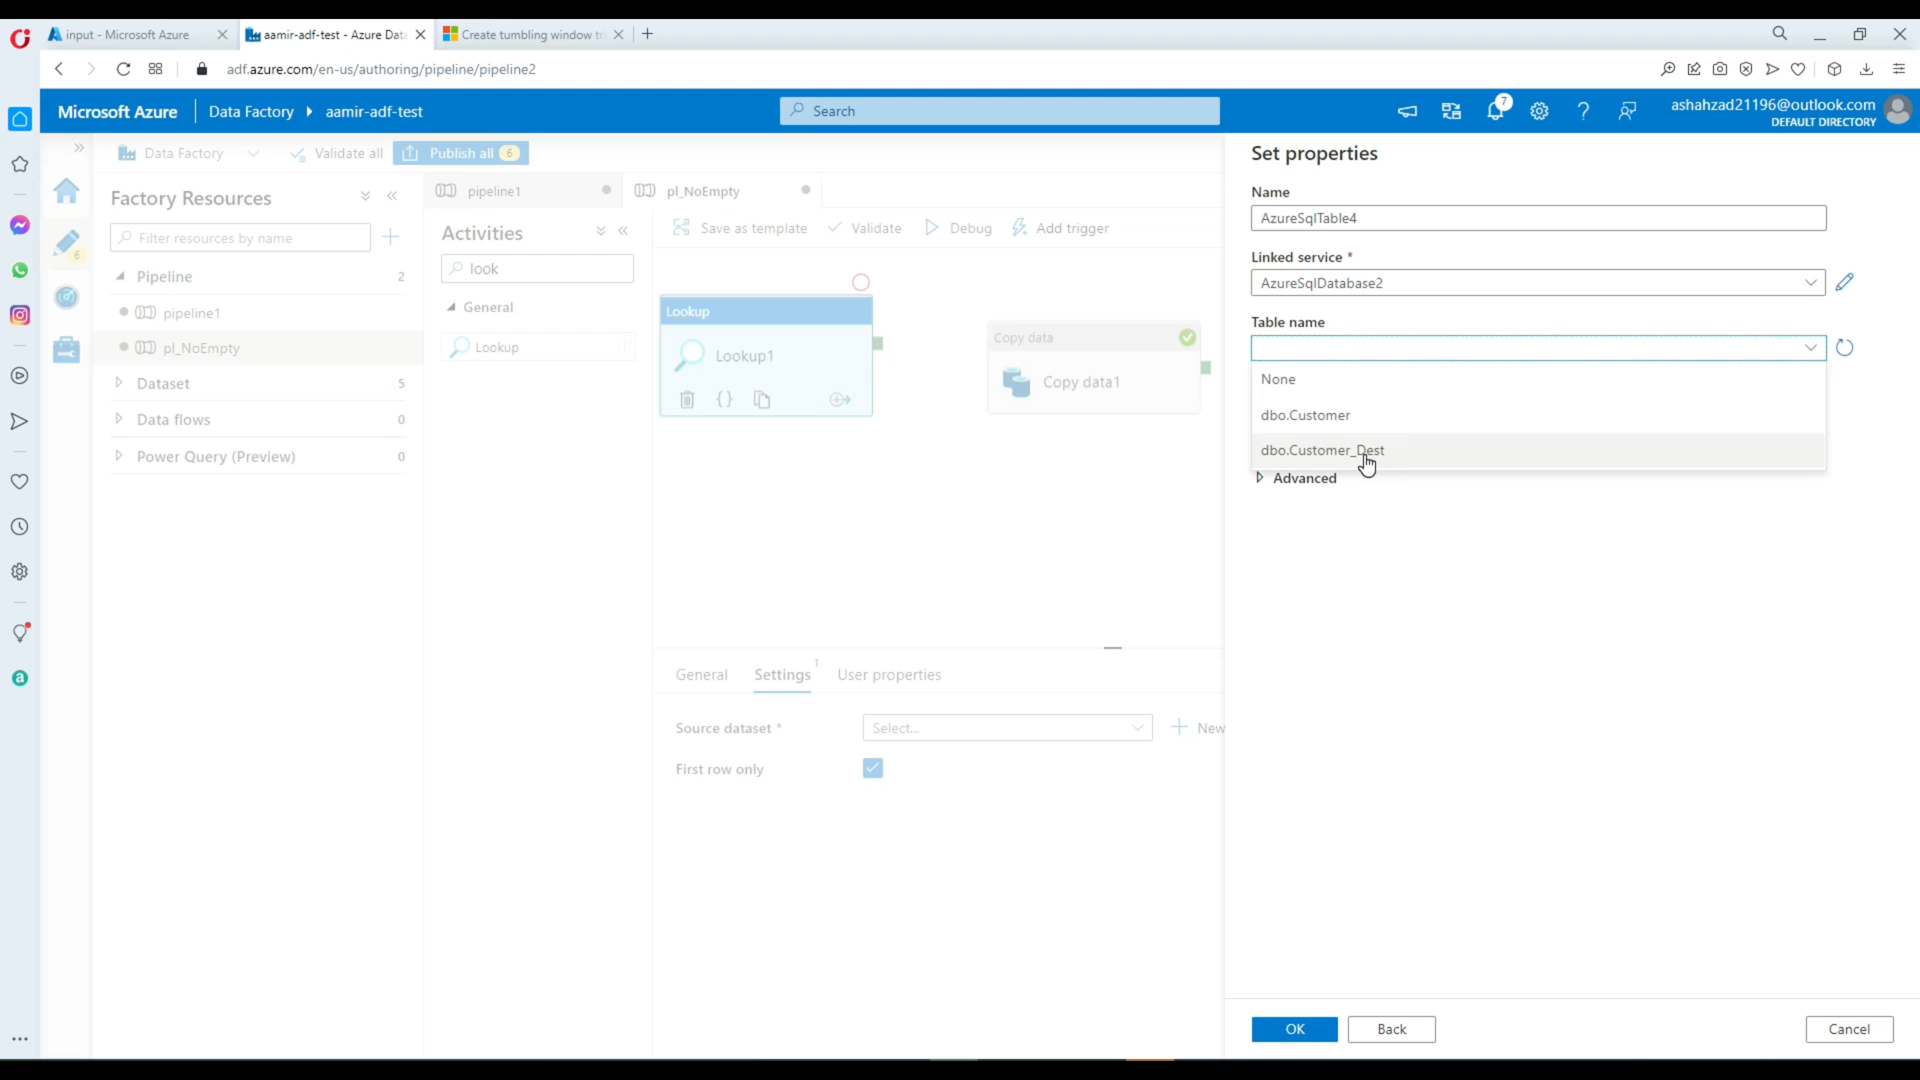 input - Microsoft Azure
aamir-adf-test - Azure Data
Create tumbling window tr
adf.azure.com/en-us/authoring/pipeline/pipeline2
Microsoft Azure
Data Factory
aamir-adf-test
Search
7
ashahzad21196@outlook.com
DEFAULT DIRECTORY
Data Factory
Validate all
Publish all
6
Set properties
Factory Resources
pipeline1
pl_NoEmpty
Name
AzureSqlTable4
Filter resources by name
Activities
Save as template
Validate
Debug
Add trigger
6
look
Linked service *
AzureSqlDatabase2
Pipeline
2
General
pipeline1
Lookup
Table name
Lookup
pl_NoEmpty
Lookup1
Copy data
Copy data1
None
Dataset
5
dbo.Customer
Data flows
0
dbo.Customer_Dest
Power Query (Preview)
0
Advanced
General
Settings
1
User properties
Source dataset *
Select...
New
First row only
OK
Back
Cancel
a